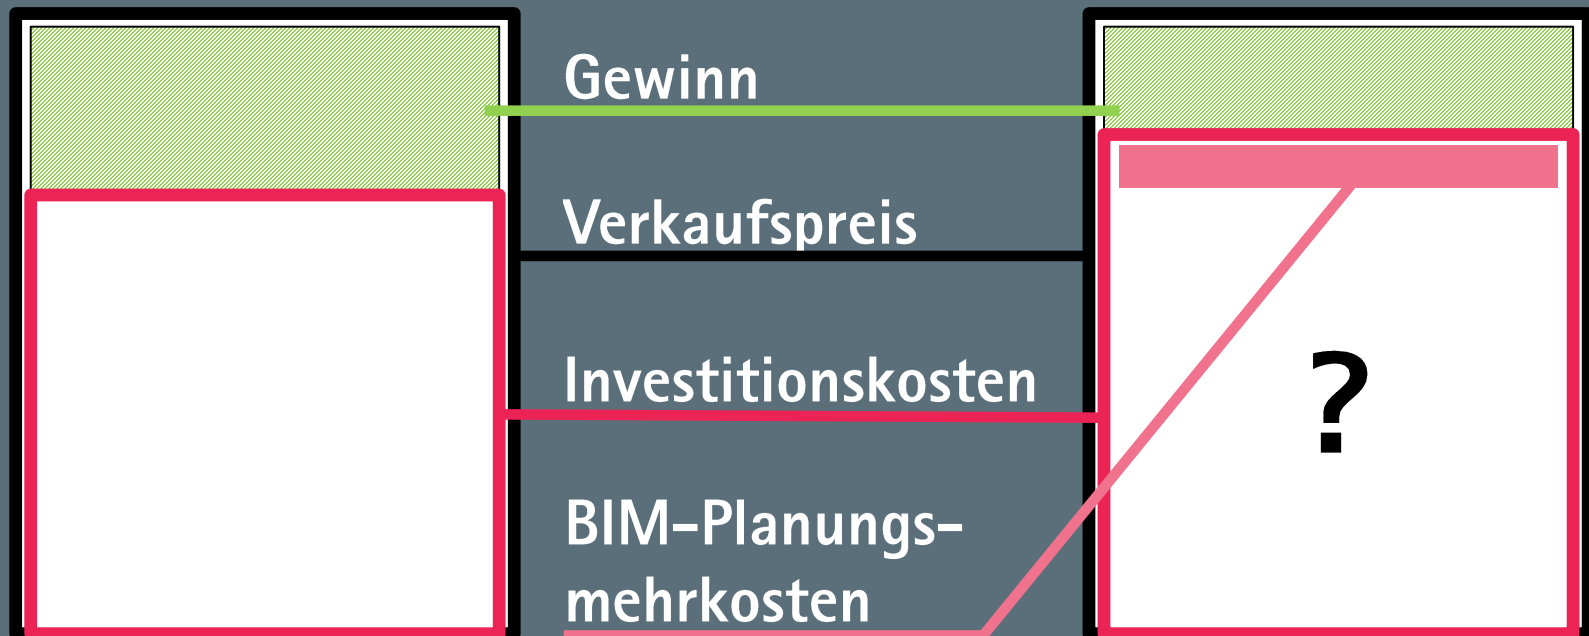 Gewinn
Verkaufspreis
Investitionskosten
BIM-Planungs-
mehrkosten
?